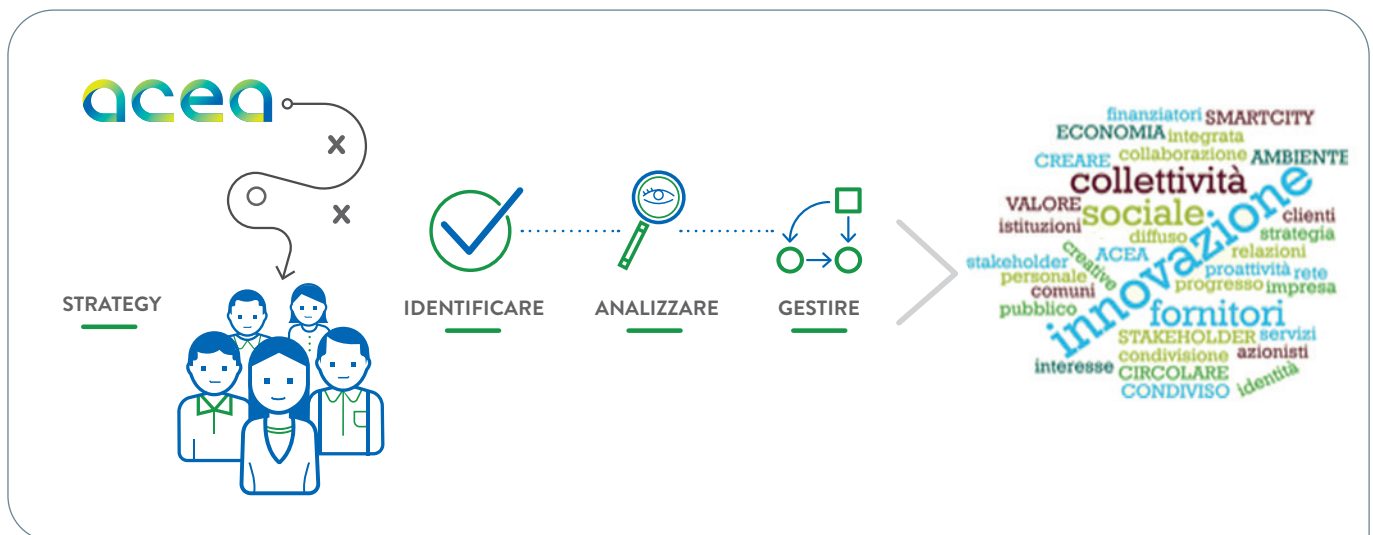 acea
STRATEGY
IDENTIFICARE
ANALIZZARE
GESTIRE
finanziatori SMARTCITY
ECONOMIA integrata
CREARE collaborazione AMBIENTE
collettività
VALORE sociale clienti
istituzioni diffuso strategia
innovazione
creative ACEA relazioni
stakeholder proattività rete
personale progresso impresa
comuni
pubblico fornitori
STAKEHOLDER servizi
interesse condivisione azionisti
CIRCOLARE identità
CONDIVISO